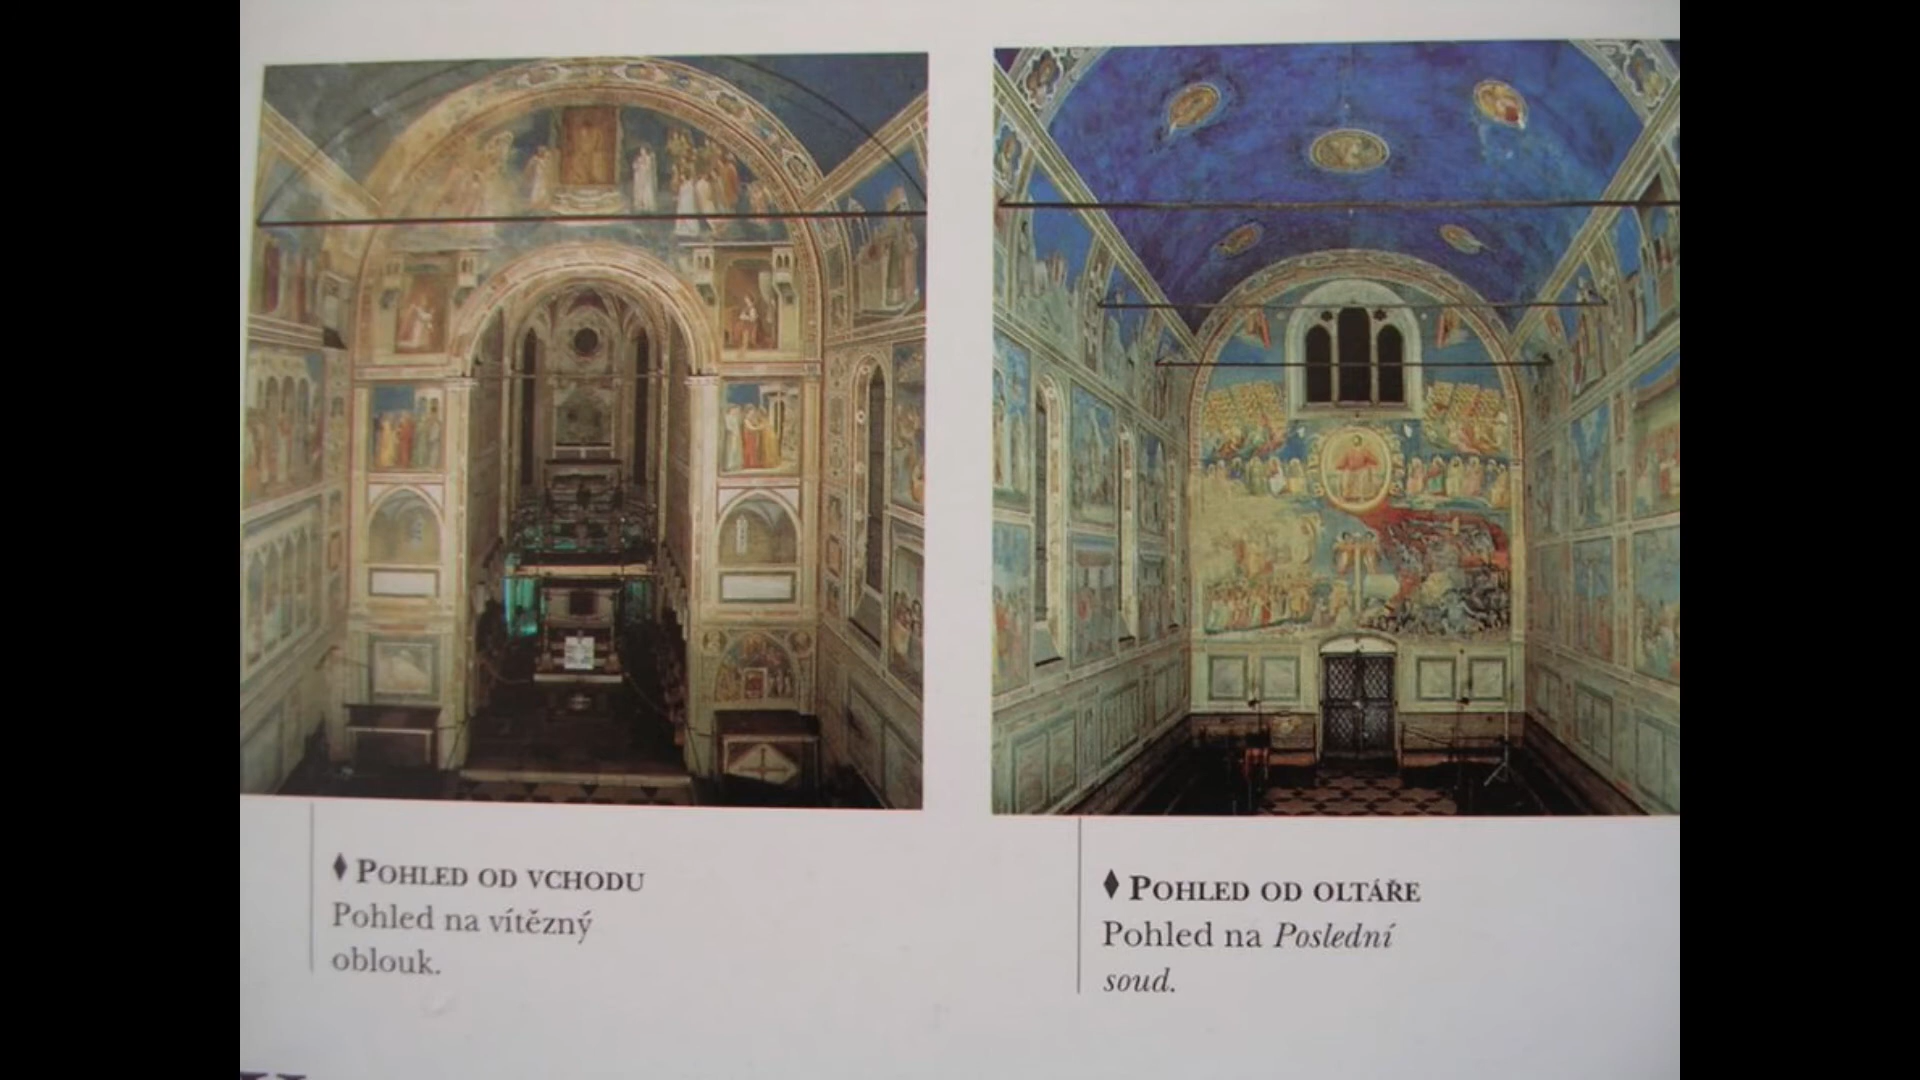 ♦ POHLED OD VCHODU
Pohled na vítězný
oblouk.
♦ POHLED OD OLTÁŘE
Pohled na Poslední
soud.